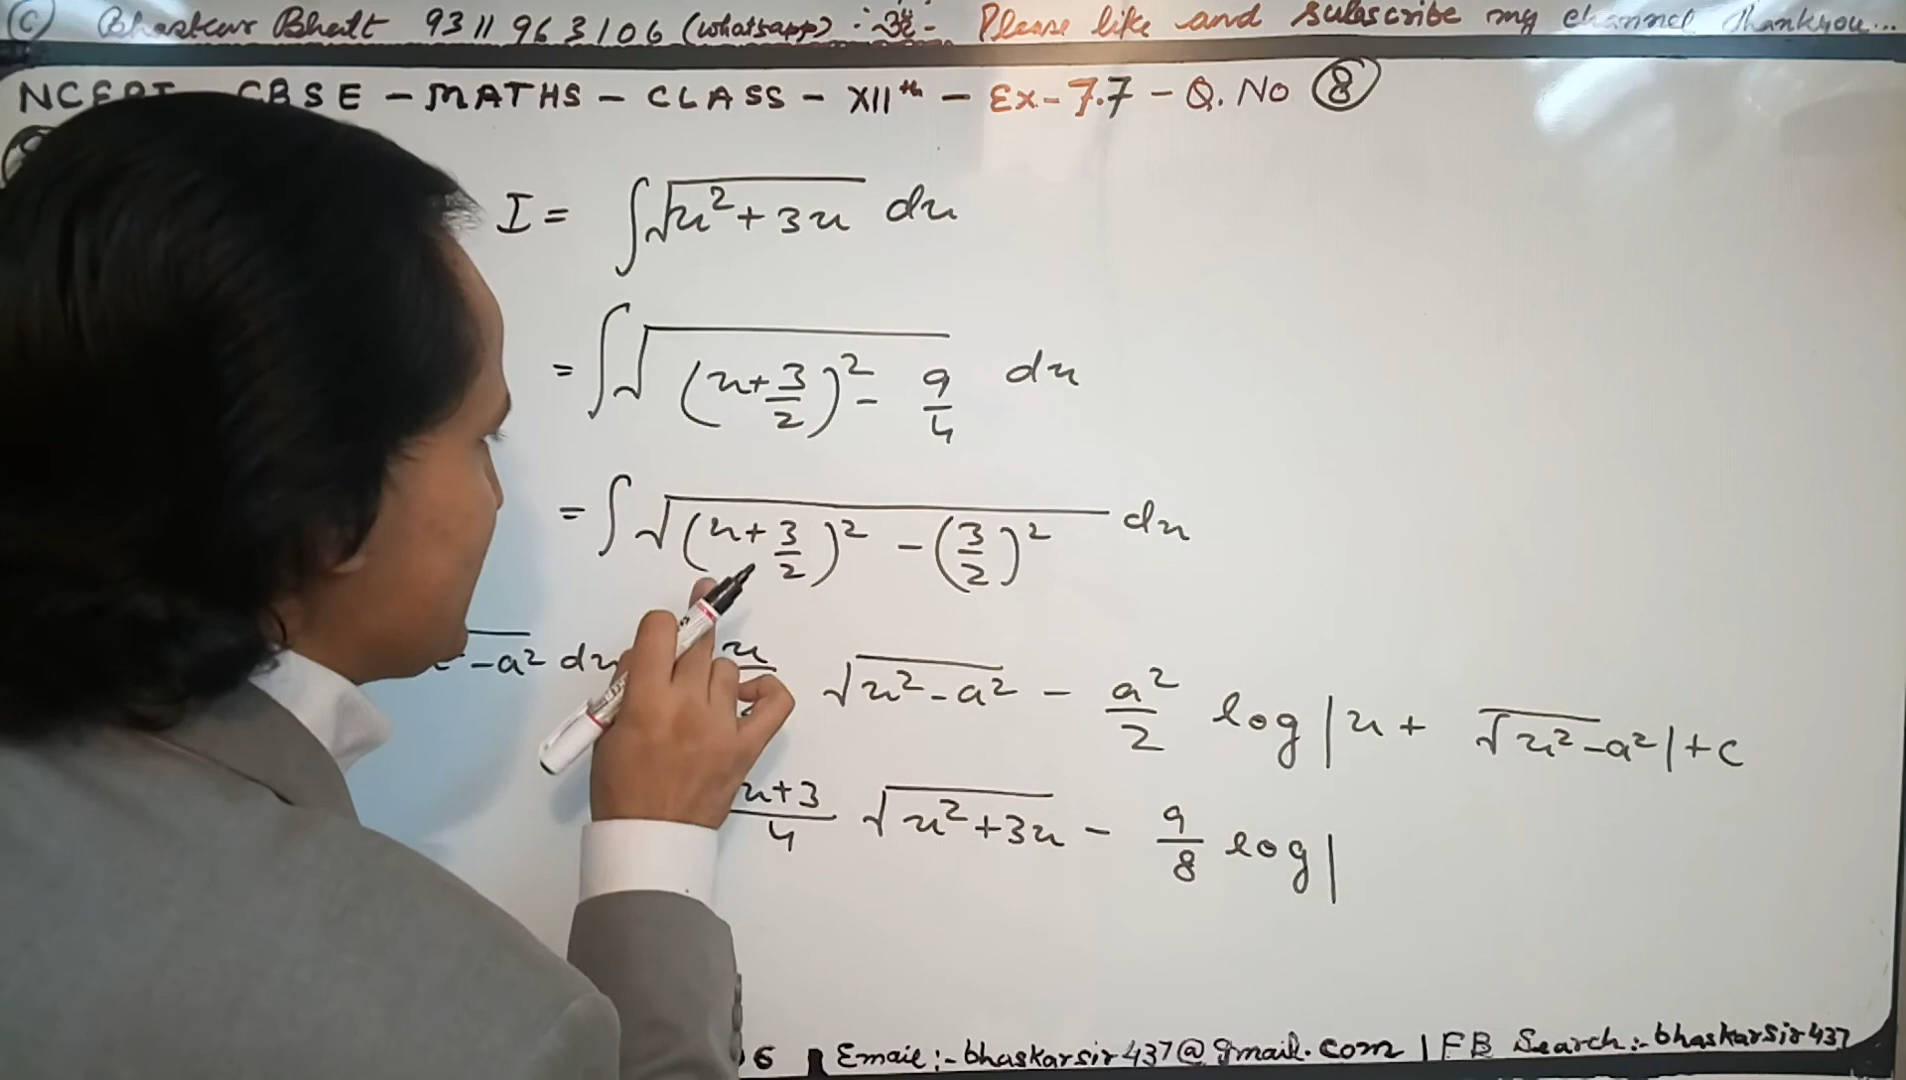 (C) Bhaskar Bhatt 9311963106 (whatsapp) :- Please like and subscribe my channel thankyou...
NCERT CBSE - MATHS - CLASS - XIIth - Ex-7.7 - Q. No 8
I = ∫√(x²+3x) dx
= ∫√((x+3/2)² - 9/4) dx
= ∫√((x+3/2)² - (3/2)²) dx
-a² dx x √(x²-a²) - a²/2 log|x + √(x²-a²)|+c
x+3/4 √(x²+3x) - 9/8 log|
06 | Email:- bhaskarsir437@gmail.com | FB Search:- bhaskarsir437